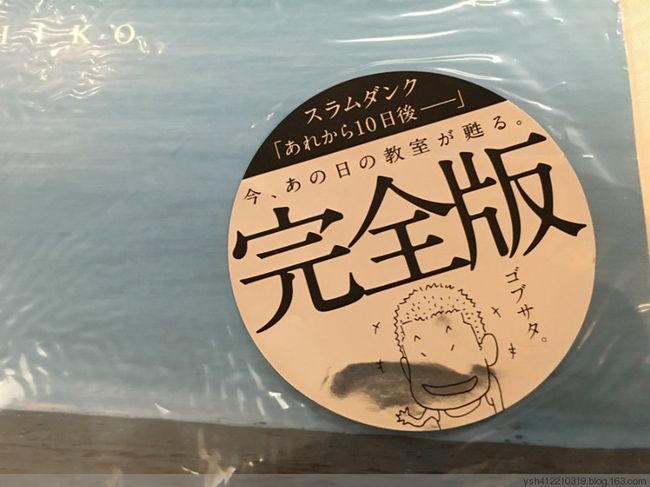 HIKO
スラムダンク
「あれから10日後──」
今、あの日の教室が甦る。
完全版
ゴブサタ。
ysh412210319.blog.163.com